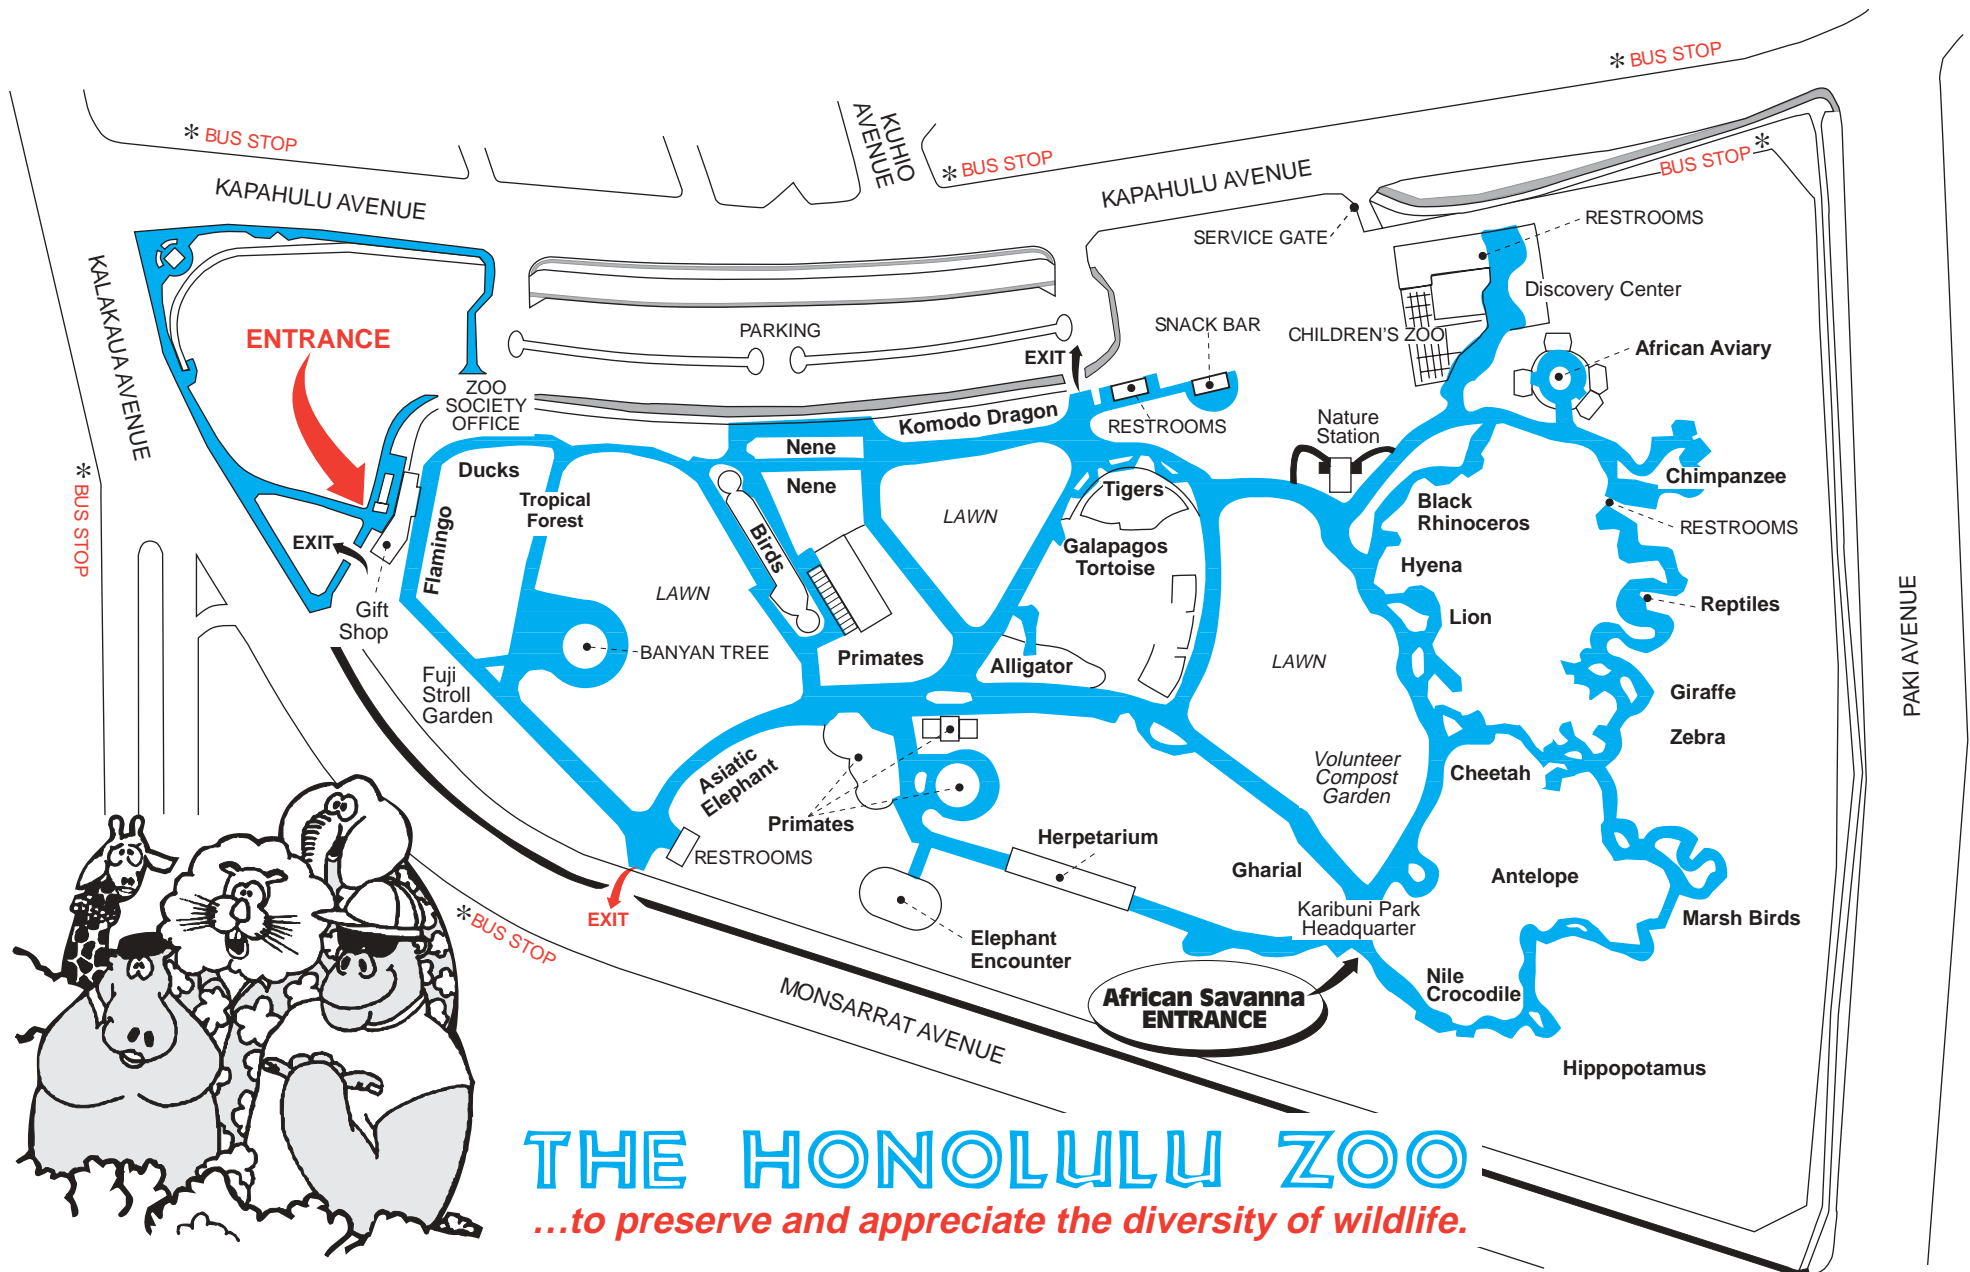 * BUS STOP
* BUS STOP
KUHIO
AVENUE
* BUS STOP
BUS STOP *
KAPAHULU AVENUE
KAPAHULU AVENUE
RESTROOMS
SERVICE GATE
KALAKAUA AVENUE
Discovery Center
ENTRANCE
PARKING
SNACK BAR
CHILDREN'S ZOO
African Aviary
EXIT
ZOO
SOCIETY
OFFICE
Komodo Dragon
RESTROOMS
Nature
Station
Nene
Ducks
Nene
Tigers
Chimpanzee
Tropical
Forest
LAWN
Black
Rhinoceros
RESTROOMS
* BUS STOP
EXIT
Flamingo
Birds
Galapagos
Tortoise
Hyena
LAWN
Gift
Shop
Lion
Reptiles
PAKI AVENUE
BANYAN TREE
Primates
Alligator
LAWN
Fuji
Stroll
Garden
Giraffe
Zebra
Asiatic
Elephant
Volunteer
Compost
Garden
Cheetah
Primates
Herpetarium
RESTROOMS
Gharial
Antelope
EXIT
Karibuni Park
Headquarter
Marsh Birds
* BUS STOP
Elephant
Encounter
Nile
Crocodile
African Savanna
ENTRANCE
MONSARRAT AVENUE
Hippopotamus
THE HONOLULU ZOO
...to preserve and appreciate the diversity of wildlife.